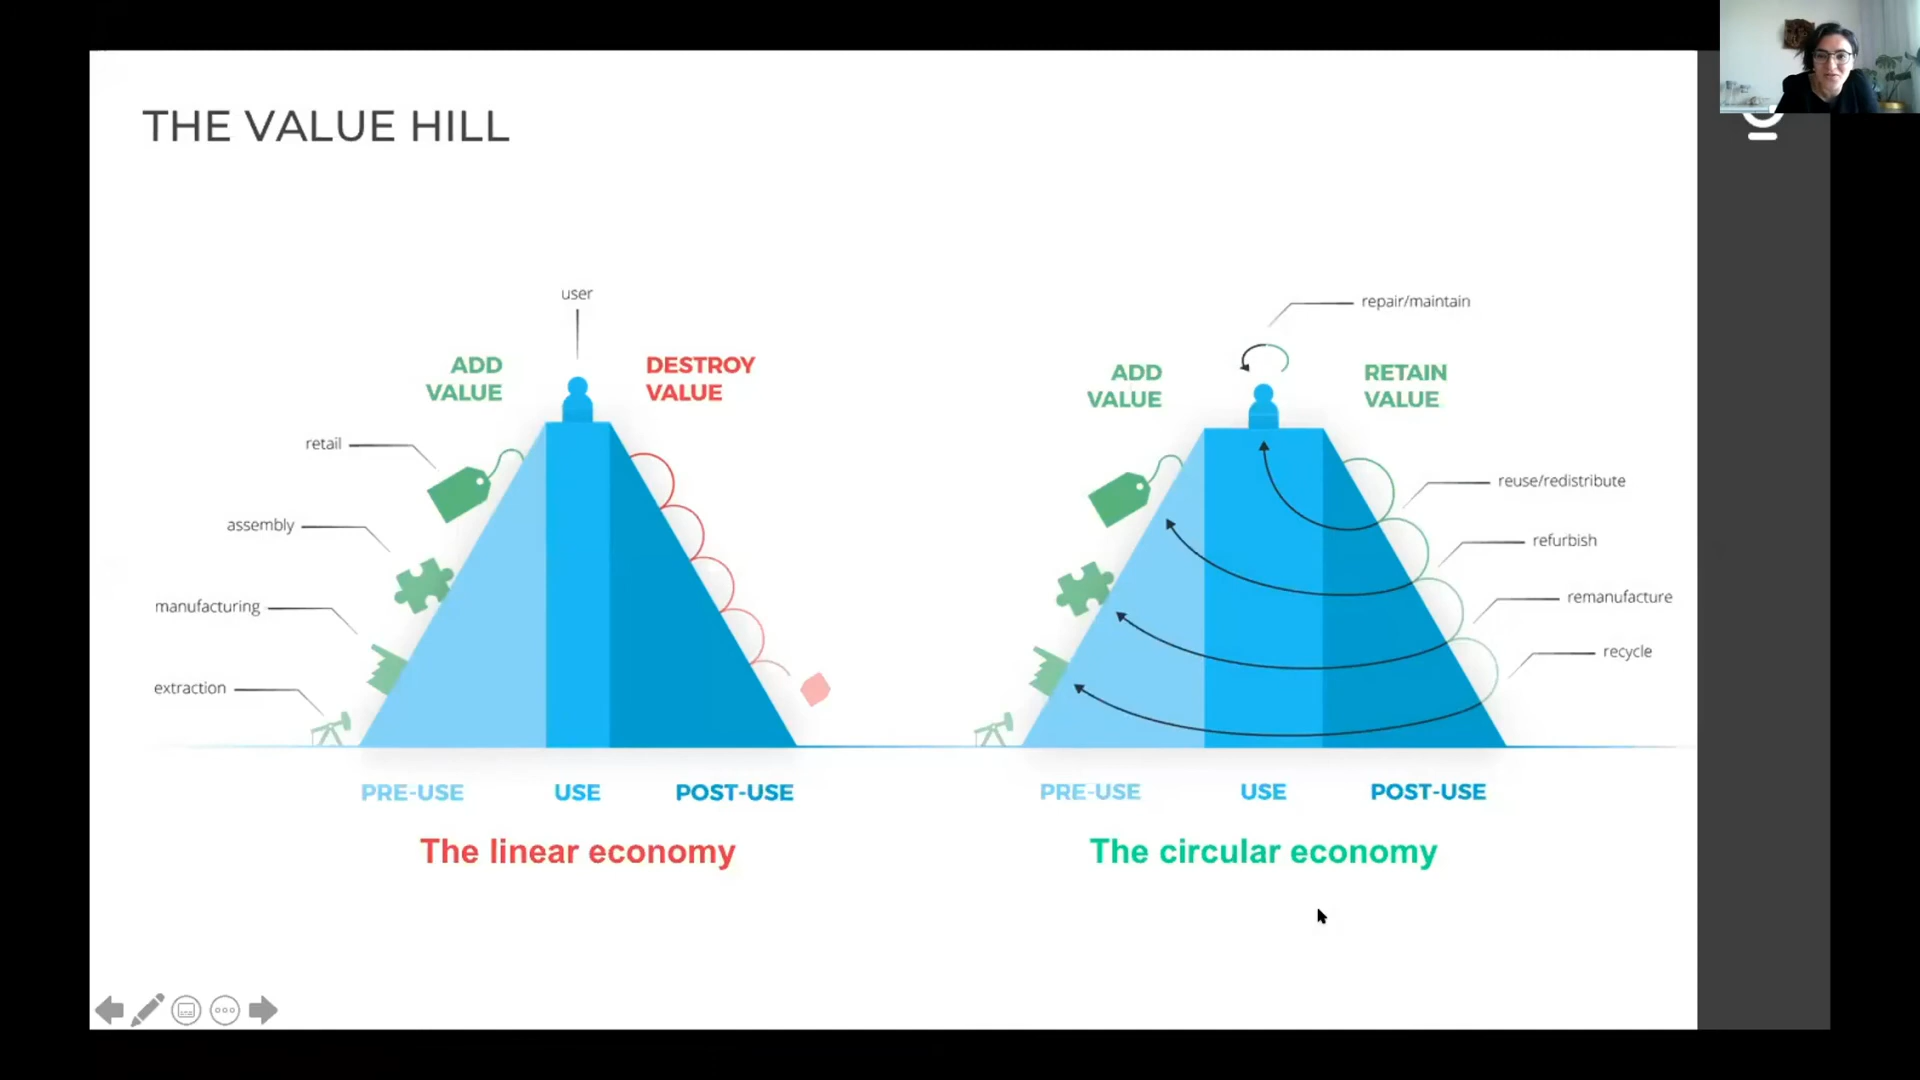 THE VALUE HILL
user
ADD
VALUE
DESTROY
VALUE
retail
assembly
manufacturing
extraction
PRE-USE
USE
POST-USE
The linear economy
repair/maintain
ADD
VALUE
RETAIN
VALUE
reuse/redistribute
refurbish
remanufacture
recycle
PRE-USE
USE
POST-USE
The circular economy